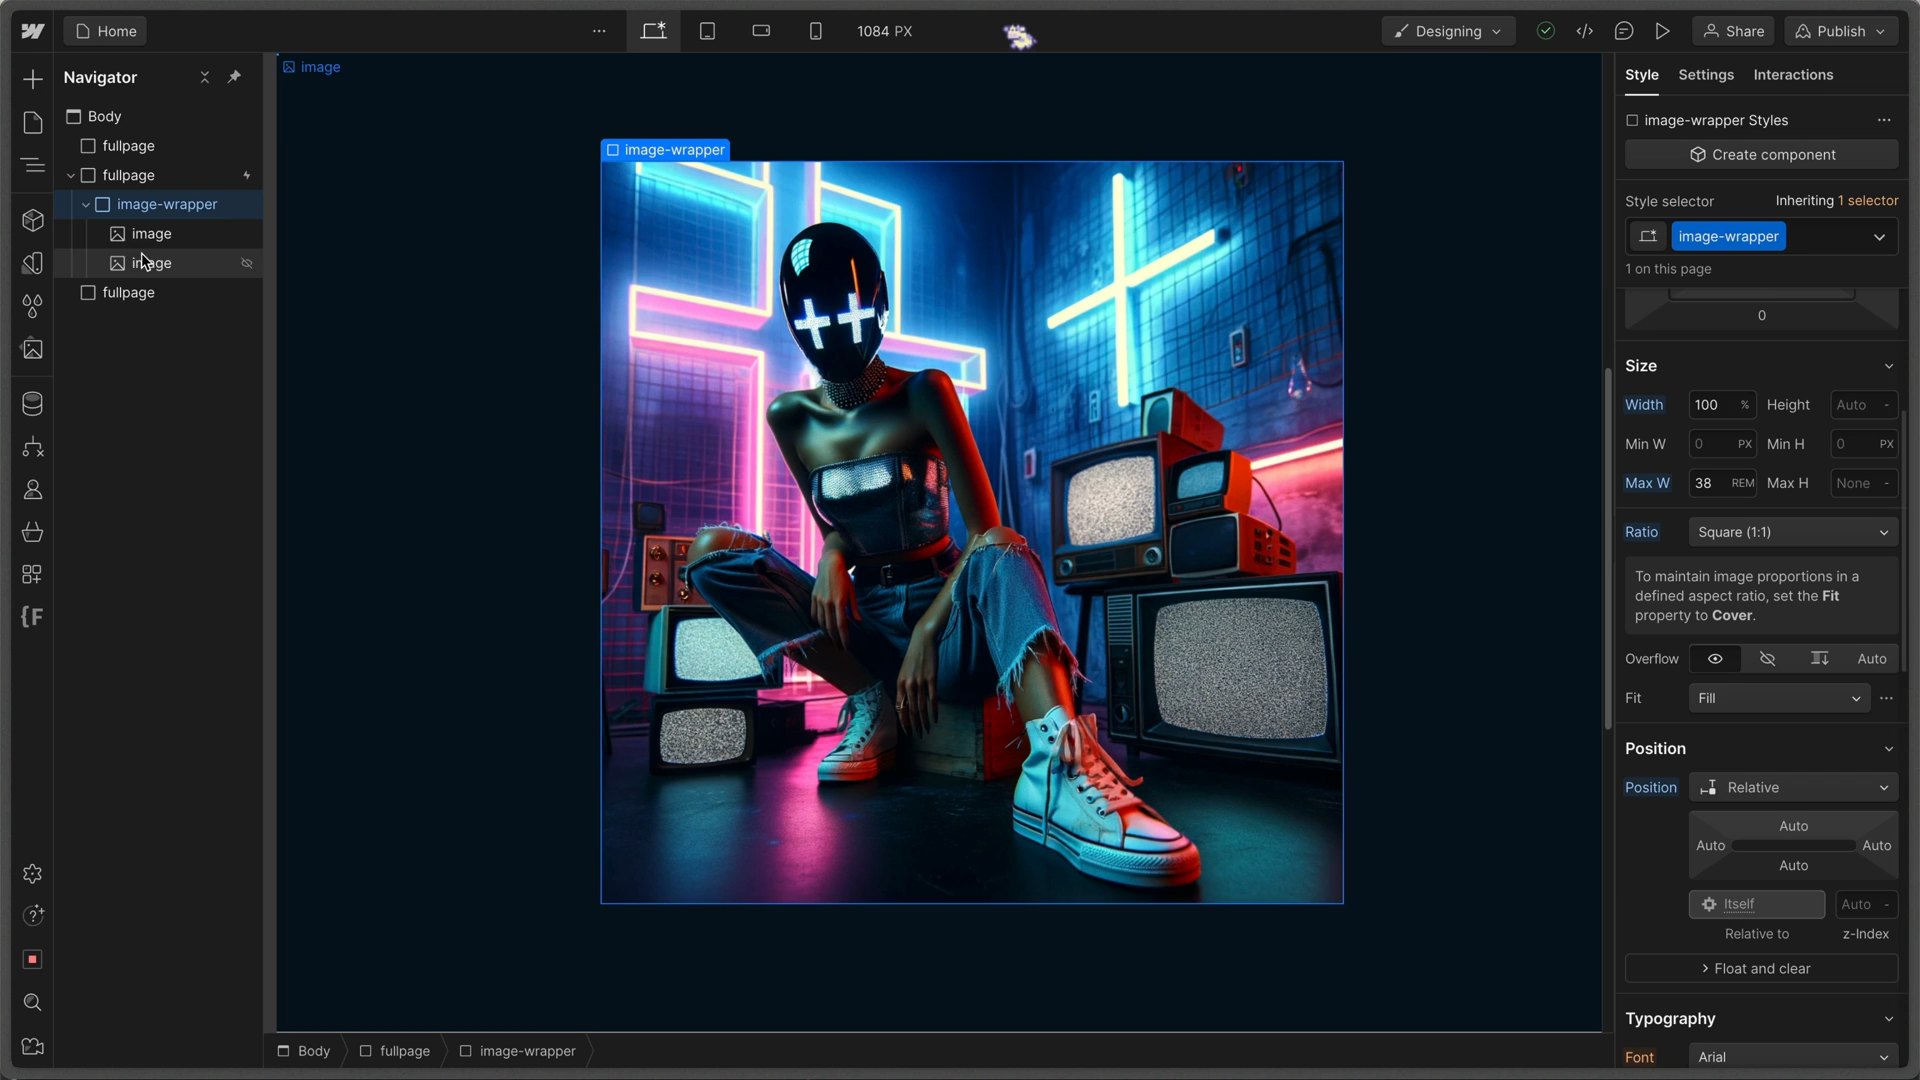 Home
1084 PX
Designing
Share
Publish
Navigator
Body
fullpage
fullpage
image-wrapper
image
image
fullpage
image
image-wrapper
Body
fullpage
image-wrapper
Style
Settings
Interactions
image-wrapper Styles
Create component
Style selector
Inheriting 1 selector
image-wrapper
1 on this page
0
Size
Width
100 %
Height
Auto -
Min W
0 PX
Min H
0 PX
Max W
38 REM
Max H
None -
Ratio
Square (1:1)
To maintain image proportions in a
defined aspect ratio, set the Fit
property to Cover.
Overflow
Auto
Fit
Fill
Position
Position
Relative
Auto
Auto
Auto
Auto
Itself
Auto -
Relative to
z-Index
Float and clear
Typography
Font
Arial